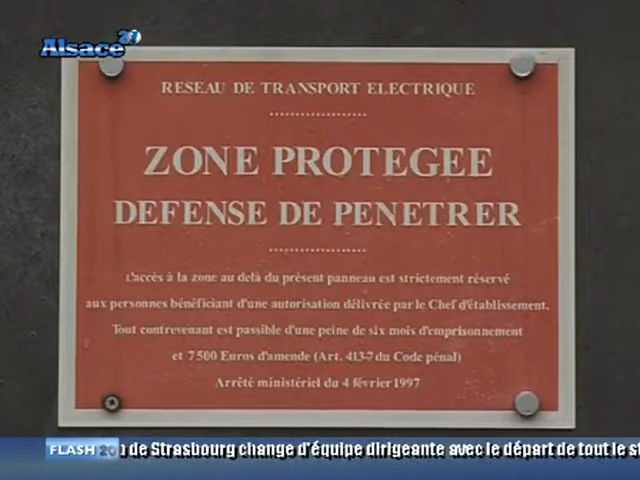 Alsace 20
RESEAU DE TRANSPORT ELECTRIQUE
ZONE PROTEGEE
DEFENSE DE PENETRER
L'accès à la zone au delà du présent panneau est strictement réservé
aux personnes bénéficiant d'une autorisation délivrée par le Chef d'établissement.
Tout contrevenant est passible d'une peine de six mois d'emprisonnement
et 7500 Euros d'amende (Art. 413-7 du Code pénal)
Arrêté ministériel du 4 février 1997
FLASH 20 de Strasbourg change d'équipe dirigeante avec le départ de tout le